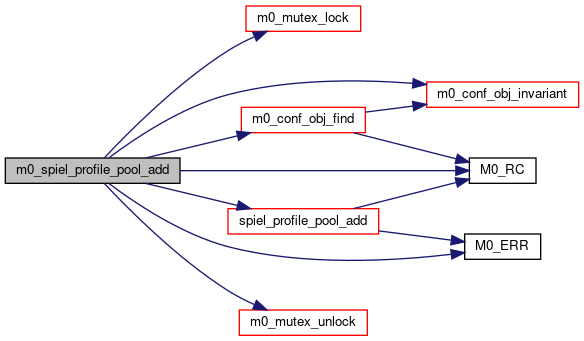 m0_mutex_lock
m0_conf_obj_invariant
m0_conf_obj_find
m0_spiel_profile_pool_add
M0_RC
spiel_profile_pool_add
M0_ERR
m0_mutex_unlock